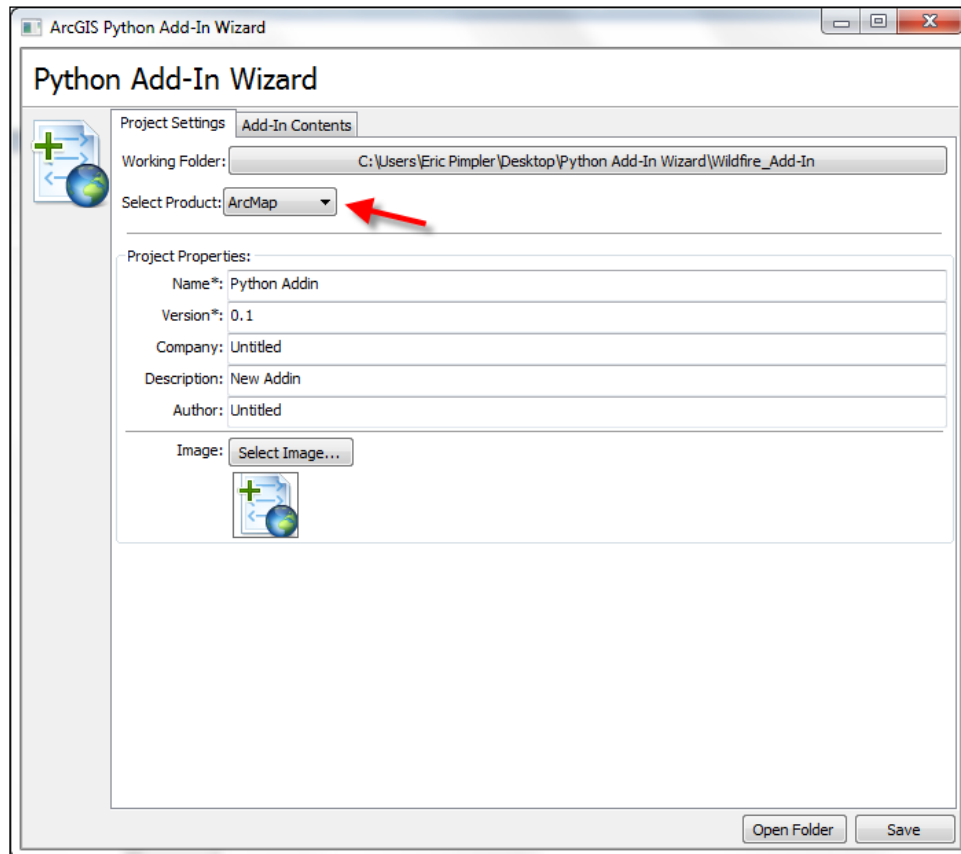 ArcGIS Python Add-In Wizard
Python Add-In Wizard
Project Settings Add-In Contents
Working Folder: C:\Users\Eric Pimpler\Desktop\Python Add-In Wizard\Wildfire_Add-In
Select Product: ArcMap
Project Properties:
Name*: Python Addin
Version*: 0.1
Company: Untitled
Description: New Addin
Author: Untitled
Image: Select Image...
Open Folder Save